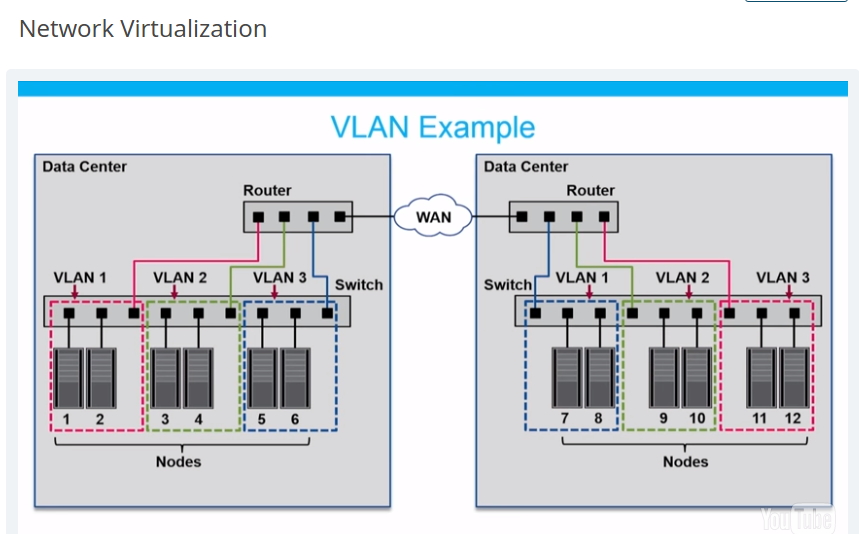 Network Virtualization
VLAN Example
Data Center
Router
VLAN 1
VLAN 2
VLAN 3
Switch
1 2 3 4 5 6
Nodes
WAN
Data Center
Router
Switch
VLAN 1
VLAN 2
VLAN 3
7 8 9 10 11 12
Nodes
YouTube